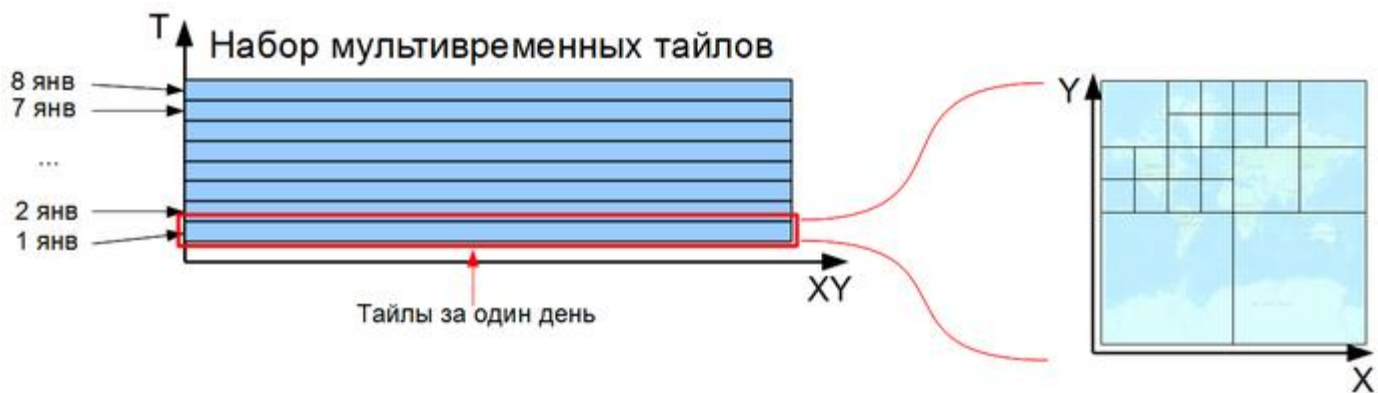 T
Набор мультивременных тайлов
8 янв
7 янв
...
2 янв
1 янв
XY
Тайлы за один день
Y
X